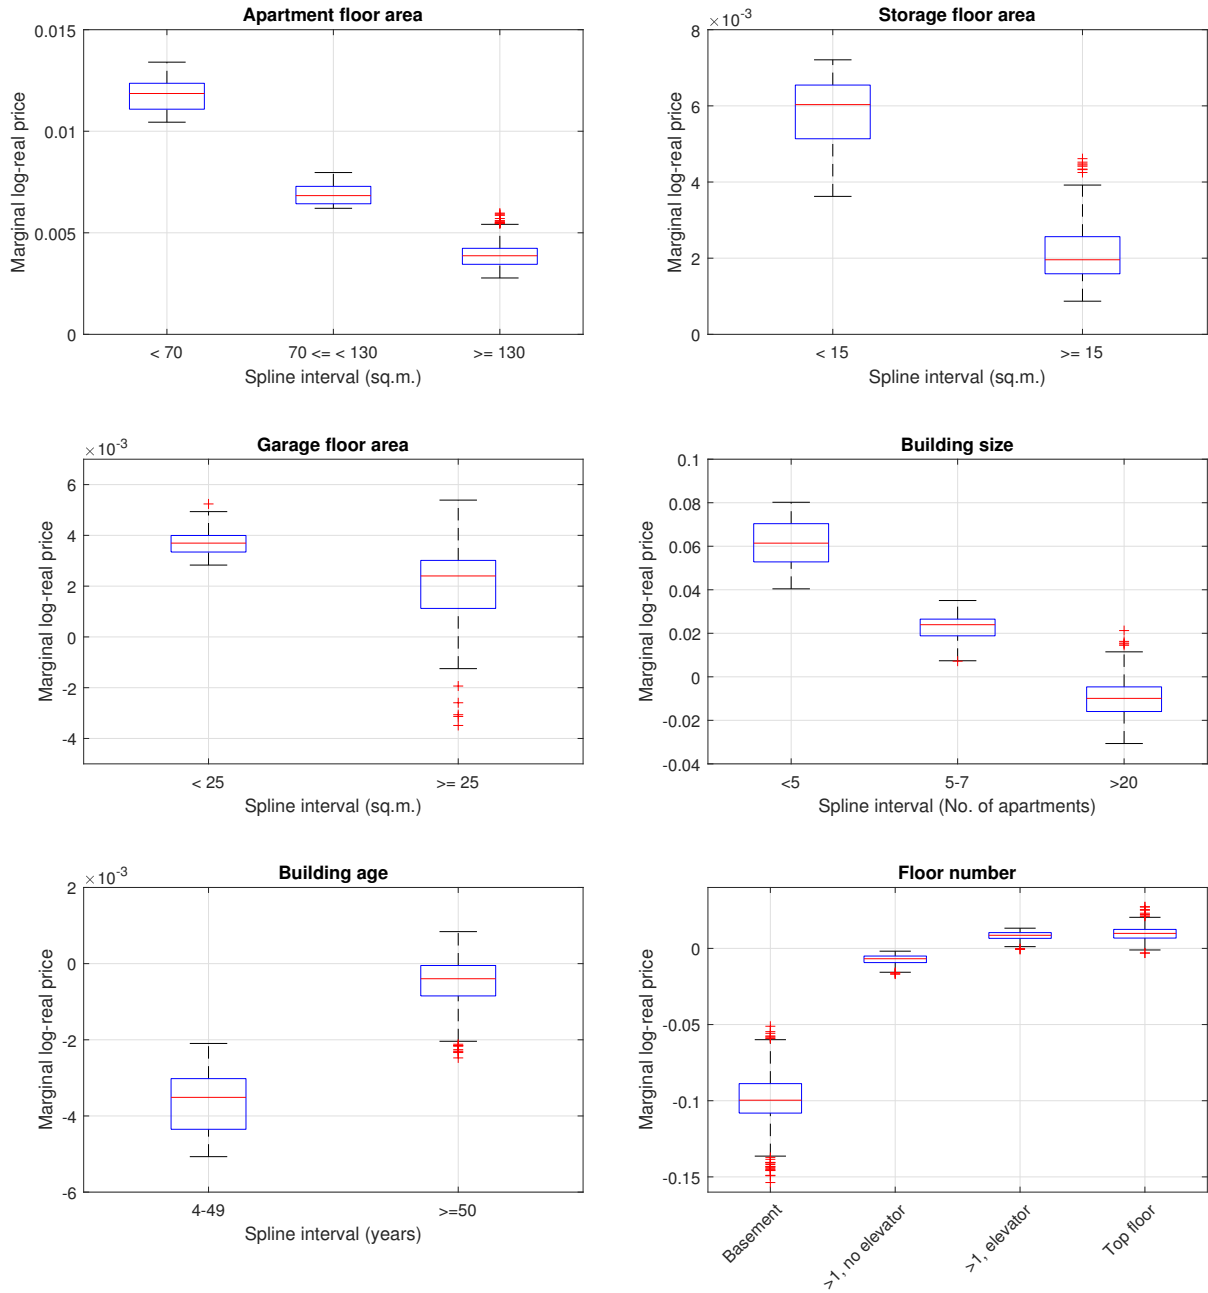 Apartment floor area
0.015
0.01
0.005
0
Marginal log-real price
< 70
70 <= < 130
>= 130
Spline interval (sq.m.)
Storage floor area
×10⁻³
8
6
4
2
0
Marginal log-real price
< 15
>= 15
Spline interval (sq.m.)
Garage floor area
×10⁻³
6
4
2
0
-2
-4
Marginal log-real price
< 25
>= 25
Spline interval (sq.m.)
Building size
0.1
0.08
0.06
0.04
0.02
0
-0.02
-0.04
Marginal log-real price
<5
5-7
>20
Spline interval (No. of apartments)
Building age
×10⁻³
2
0
-2
-4
-6
Marginal log-real price
4-49
>=50
Spline interval (years)
Floor number
0
-0.05
-0.1
-0.15
Marginal log-real price
Basement
>1, no elevator
>1, elevator
Top floor